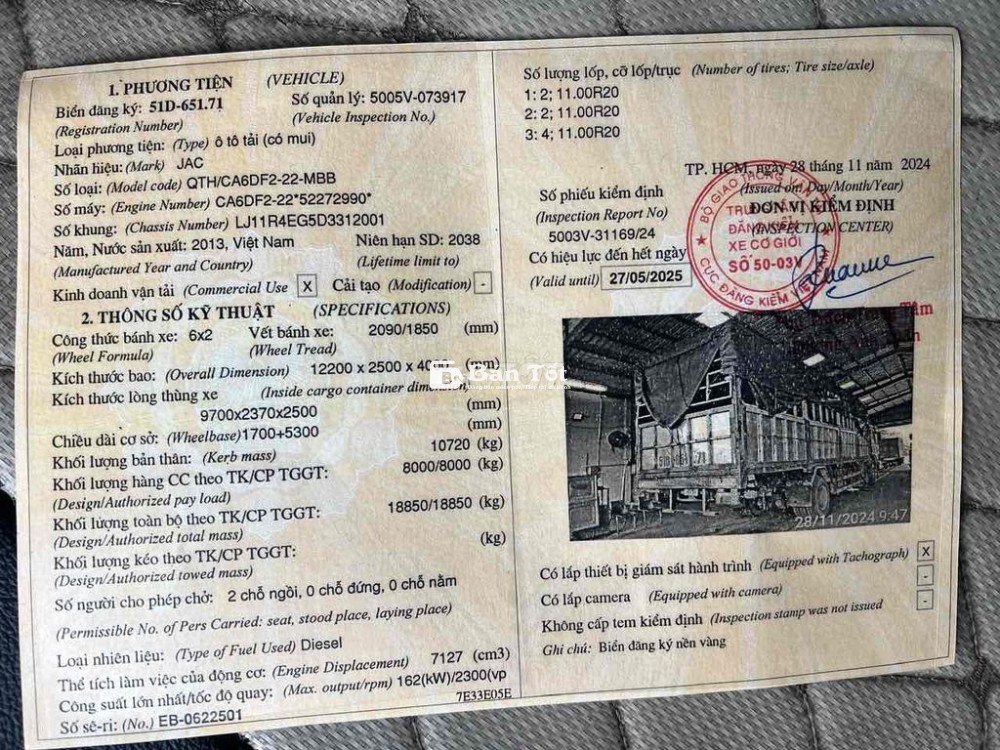 1. PHƯƠNG TIỆN (VEHICLE)
Biển đăng ký: 51D-651.71 Số quản lý: 5005V-073917
(Registration Number) (Vehicle Inspection No.)
Loại phương tiện: (Type) ô tô tải (có mui)
Nhãn hiệu: (Mark) JAC
Số loại: (Model code) QTH/CA6DF2-22-MBB
Số máy: (Engine Number) CA6DF2-22*52272990*
Số khung: (Chassis Number) LJ11R4EG5D3312001
Năm, Nước sản xuất: 2013, Việt Nam Niên hạn SD: 2038
(Manufactured Year and Country) (Lifetime limit to)
Kinh doanh vận tải (Commercial Use X Cải tạo (Modification) -
2. THÔNG SỐ KỸ THUẬT (SPECIFICATIONS)
Công thức bánh xe: 6x2 Vết bánh xe: 2090/1850 (mm)
(Wheel Formula) (Wheel Tread)
Kích thước bao: (Overall Dimension) 12200 x 2500 x (mm)
Kích thước lòng thùng xe (Inside cargo container
9700x2370x2500 (mm)
Chiều dài cơ sở: (Wheelbase)1700+5300 (mm)
Khối lượng bản thân: (Kerb mass) 10720 (kg)
Khối lượng hàng CC theo TK/CP TGGT: 8000/8000 (kg)
(Design/Authorized pay load)
Khối lượng toàn bộ theo TK/CP TGGT: 18850/18850 (kg)
(Design/Authorized total mass)
Khối lượng kéo theo TK/CP TGGT: (kg)
(Design/Authorized towed mass)
Số người cho phép chở: 2 chỗ ngồi, 0 chỗ đứng, 0 chỗ nằm
(Permissible No. of Pers Carried: seat, stood place, laying place)
Loại nhiên liệu: (Type of Fuel Used) Diesel
Thể tích làm việc của động cơ: (Engine Displacement) 7127 (cm3)
Công suất lớn nhất/tốc độ quay: (Max. output/rpm) 162(kW)/2300(vp
7E33E05E
Số sê-ri: (No.) EB-0622501
Số lượng lốp, cỡ lốp/trục (Number of tires; Tire size/axle)
1: 2; 11.00R20
2: 2; 11.00R20
3: 4; 11.00R20
TP. HCM, ngày 28 tháng 11 năm 2024
(Issued on: Day/Month/Year)
Số phiếu kiểm định ĐƠN VỊ KIỂM ĐỊNH
(Inspection Report No) (INSPECTION CENTER)
5003V-31169/24
Có hiệu lực đến hết ngày
(Valid until) 27/05/2025
BỘ GIAO THÔNG VẬN
ĐĂNG KIỂM
XE CƠ GIỚI
SỐ 50-03V
CỤC ĐĂNG KIỂM VIỆT NAM
Bán Tốt
51D-651.71
28/11/2024 9:47
Có lắp thiết bị giám sát hành trình (Equipped with Tachograph) X
Có lắp camera (Equipped with camera) -
Không cấp tem kiểm định (Inspection stamp was not issued -
Ghi chú: Biển đăng ký nền vàng